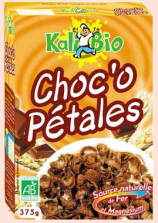 Kali Bio
Choc'o
Pétales
Source naturelle
de Fer
et Magnésium
AB
375g